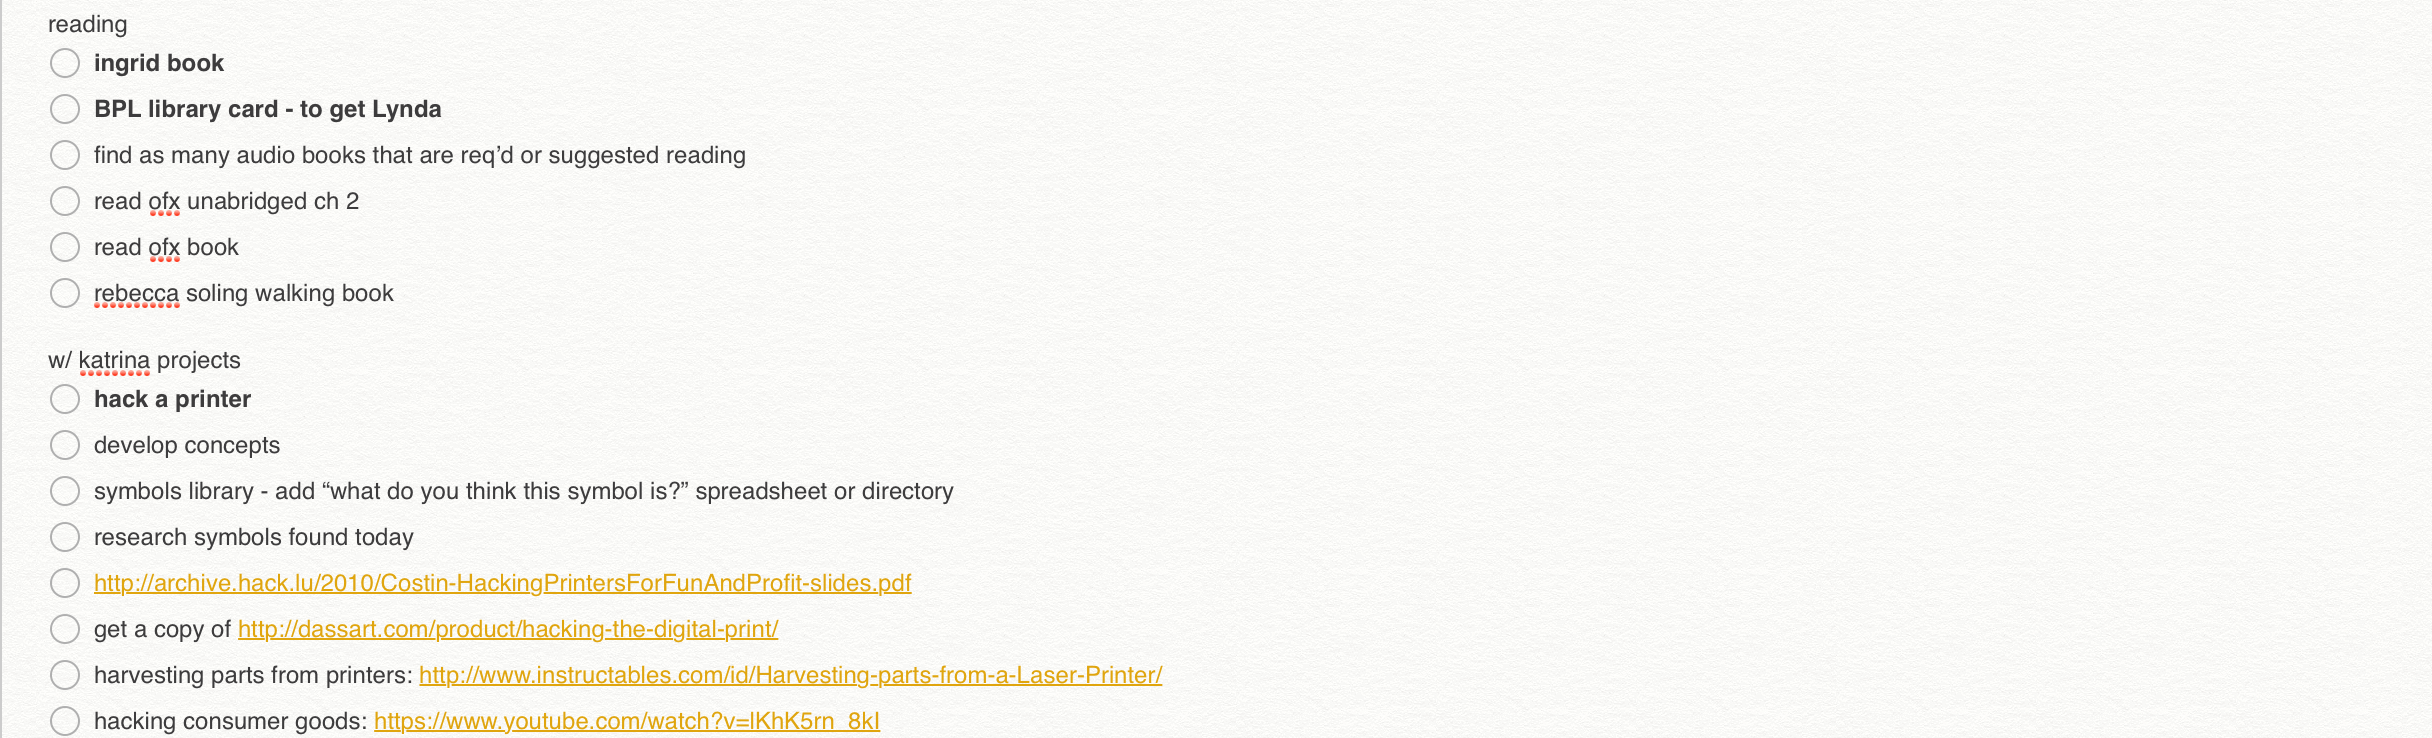 reading
ingrid book
BPL library card - to get Lynda
find as many audio books that are req’d or suggested reading
read ofx unabridged ch 2
read ofx book
rebecca soling walking book
w/ katrina projects
hack a printer
develop concepts
symbols library - add “what do you think this symbol is?” spreadsheet or directory
research symbols found today
http://archive.hack.lu/2010/Costin-HackingPrintersForFunAndProfit-slides.pdf
get a copy of http://dassart.com/product/hacking-the-digital-print/
harvesting parts from printers: http://www.instructables.com/id/Harvesting-parts-from-a-Laser-Printer/
hacking consumer goods: https://www.youtube.com/watch?v=lKhK5rn_8kI